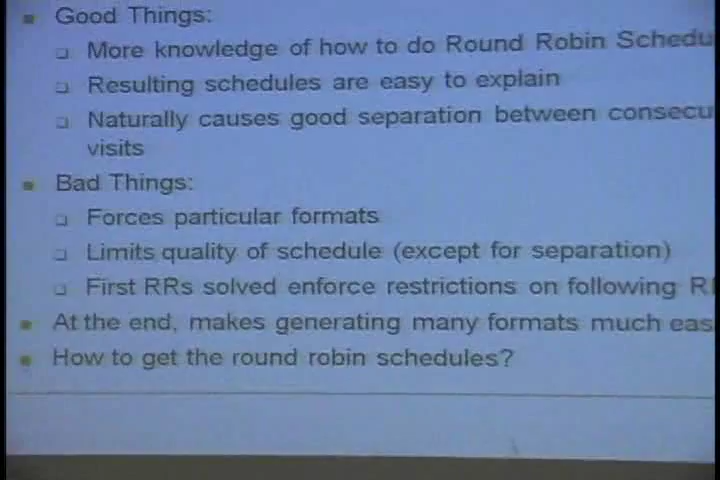 Good Things:
More knowledge of how to do Round Robin Schedu
Resulting schedules are easy to explain
Naturally causes good separation between consecu
visits
Bad Things:
Forces particular formats
Limits quality of schedule (except for separation)
First RRs solved enforce restrictions on following R
At the end, makes generating many formats much eas
How to get the round robin schedules?